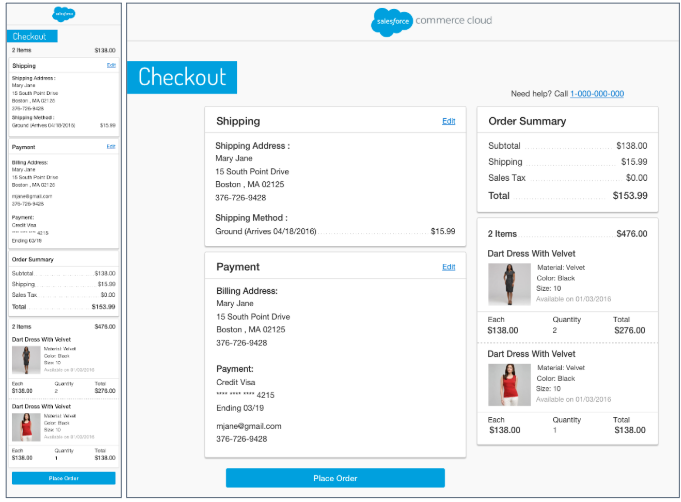 salesforce
Checkout
2 Items $138.00
Shipping Edit
Shipping Address :
Mary Jane
15 South Point Drive
Boston , MA 02125
376-726-9428
Shipping Method :
Ground (Arrives 04/18/2016) $15.99
Payment Edit
Billing Address:
Mary Jane
15 South Point Drive
Boston , MA 02125
376-726-9428
mjane@gmail.com
376-726-9428
Payment:
Credit Visa
**** **** **** 4215
Ending 03/19
Order Summary
Subtotal $138.00
Shipping $15.99
Sales Tax $0.00
Total $153.99
2 Items $476.00
Dart Dress With Velvet
Material: Velvet
Color: Black
Size: 10
Available on 01/03/2016
Each Quantity Total
$138.00 2 $276.00
Dart Dress With Velvet
Material: Velvet
Color: Black
Size: 10
Available on 01/03/2016
Each Quantity Total
$138.00 1 $138.00
Place Order
salesforce commerce cloud
Checkout
Need help? Call 1-000-000-000
Shipping Edit
Shipping Address :
Mary Jane
15 South Point Drive
Boston , MA 02125
376-726-9428
Shipping Method :
Ground (Arrives 04/18/2016) $15.99
Payment Edit
Billing Address:
Mary Jane
15 South Point Drive
Boston , MA 02125
376-726-9428
Payment:
Credit Visa
**** **** **** 4215
Ending 03/19
mjane@gmail.com
376-726-9428
Place Order
Order Summary
Subtotal $138.00
Shipping $15.99
Sales Tax $0.00
Total $153.99
2 Items $476.00
Dart Dress With Velvet
Material: Velvet
Color: Black
Size: 10
Available on 01/03/2016
Each Quantity Total
$138.00 2 $276.00
Dart Dress With Velvet
Material: Velvet
Color: Black
Size: 10
Available on 01/03/2016
Each Quantity Total
$138.00 1 $138.00